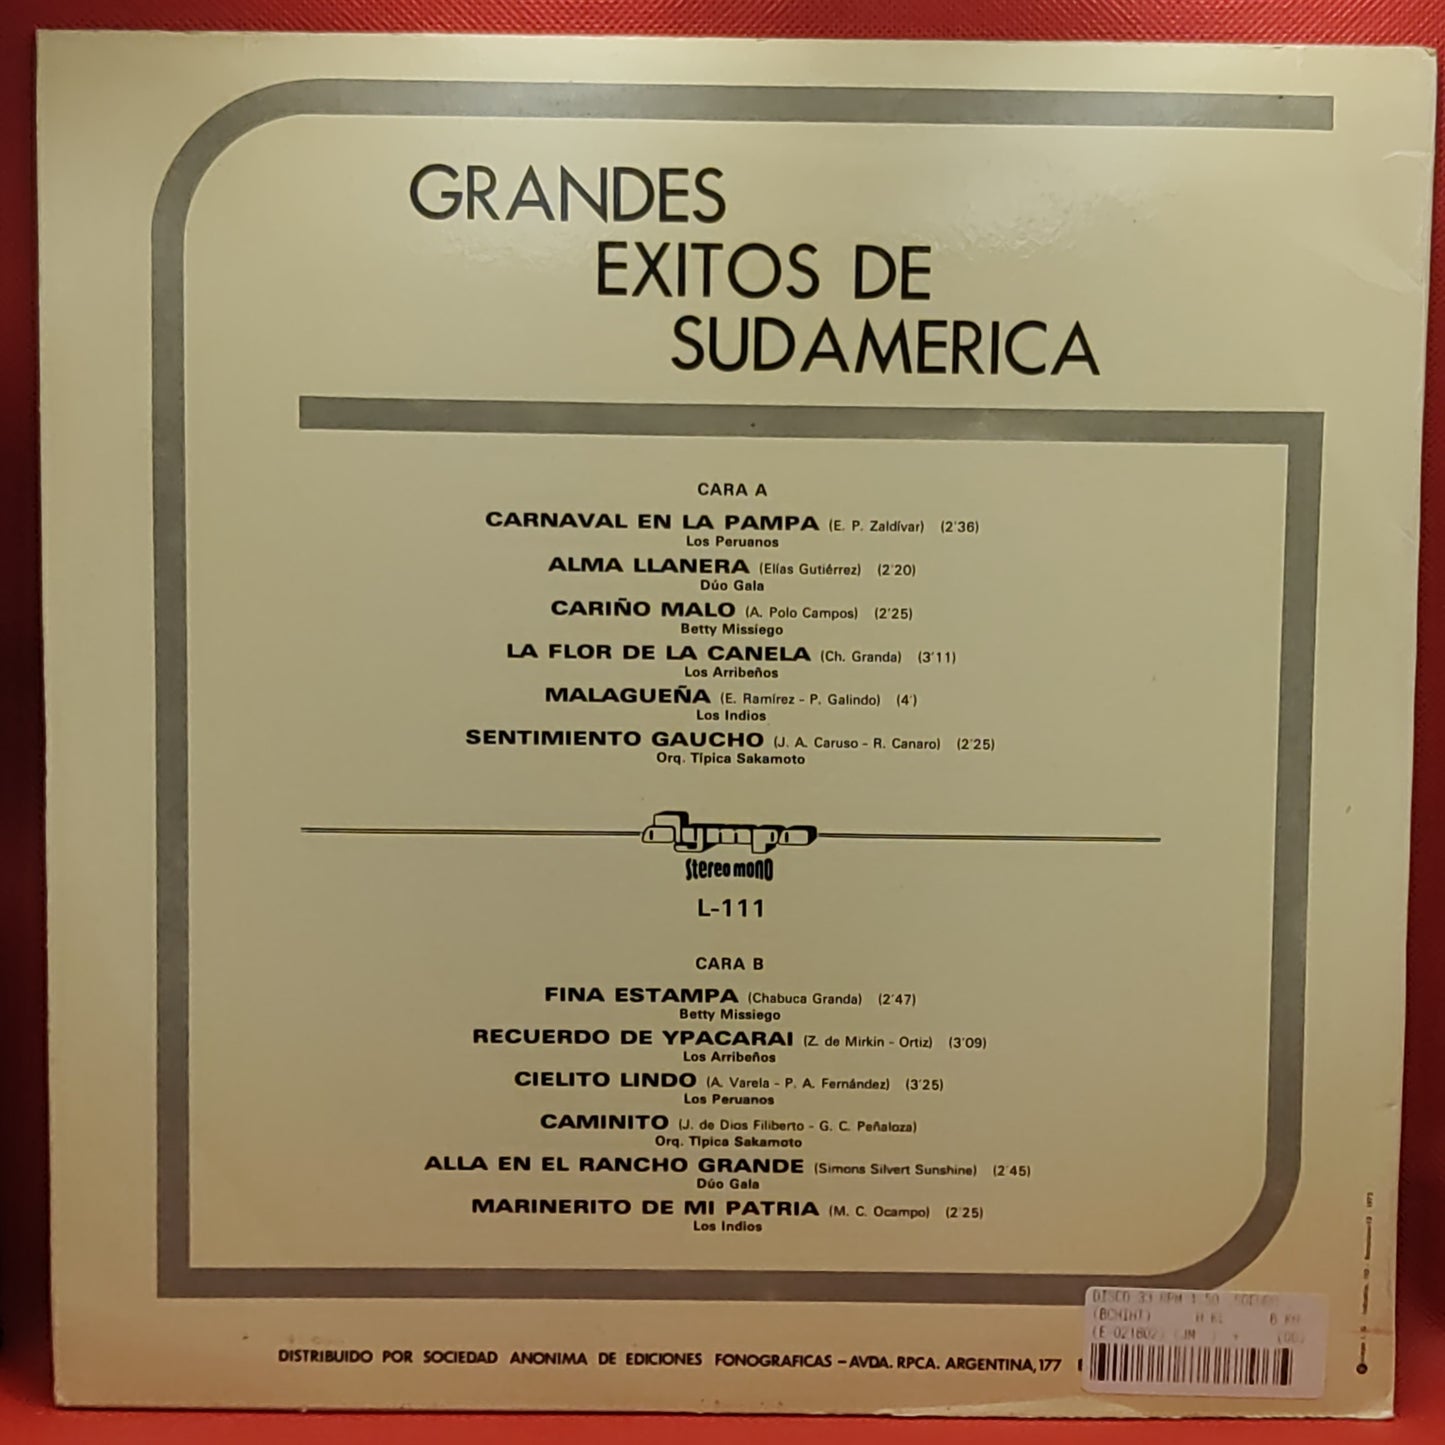 GRANDES
EXITOS DE
SUDAMERICA
CARA A
CARNAVAL EN LA PAMPA (E. P. Zaldívar) (2'36)
Los Peruanos
ALMA LLANERA (Elías Gutiérrez) (2'20)
Dúo Gala
CARIÑO MALO (A. Polo Campos) (2'25)
Betty Missiego
LA FLOR DE LA CANELA (Ch. Granda) (3'11)
Los Arribeños
MALAGUEÑA (E. Ramírez - P. Galindo) (4')
Los Indios
SENTIMIENTO GAUCHO (J. A. Caruso - R. Canaro) (2'25)
Orq. Típica Sakamoto
Olympo
Stereo mono
L-111
CARA B
FINA ESTAMPA (Chabuca Granda) (2'47)
Betty Missiego
RECUERDO DE YPACARAI (Z. de Mirkin - Ortiz) (3'09)
Los Arribeños
CIELITO LINDO (A. Varela - P. A. Fernández) (3'25)
Los Peruanos
CAMINITO (J. de Dios Filiberto - G. C. Peñaloza)
Orq. Típica Sakamoto
ALLA EN EL RANCHO GRANDE (Simons Silvert Sunshine) (2'45)
Dúo Gala
MARINERITO DE MI PATRIA (M. C. Ocampo) (2'25)
Los Indios
DISTRIBUIDO POR SOCIEDAD ANONIMA DE EDICIONES FONOGRAFICAS - AVDA. RPCA. ARGENTINA, 177
DISCO 33 RPM 1.50